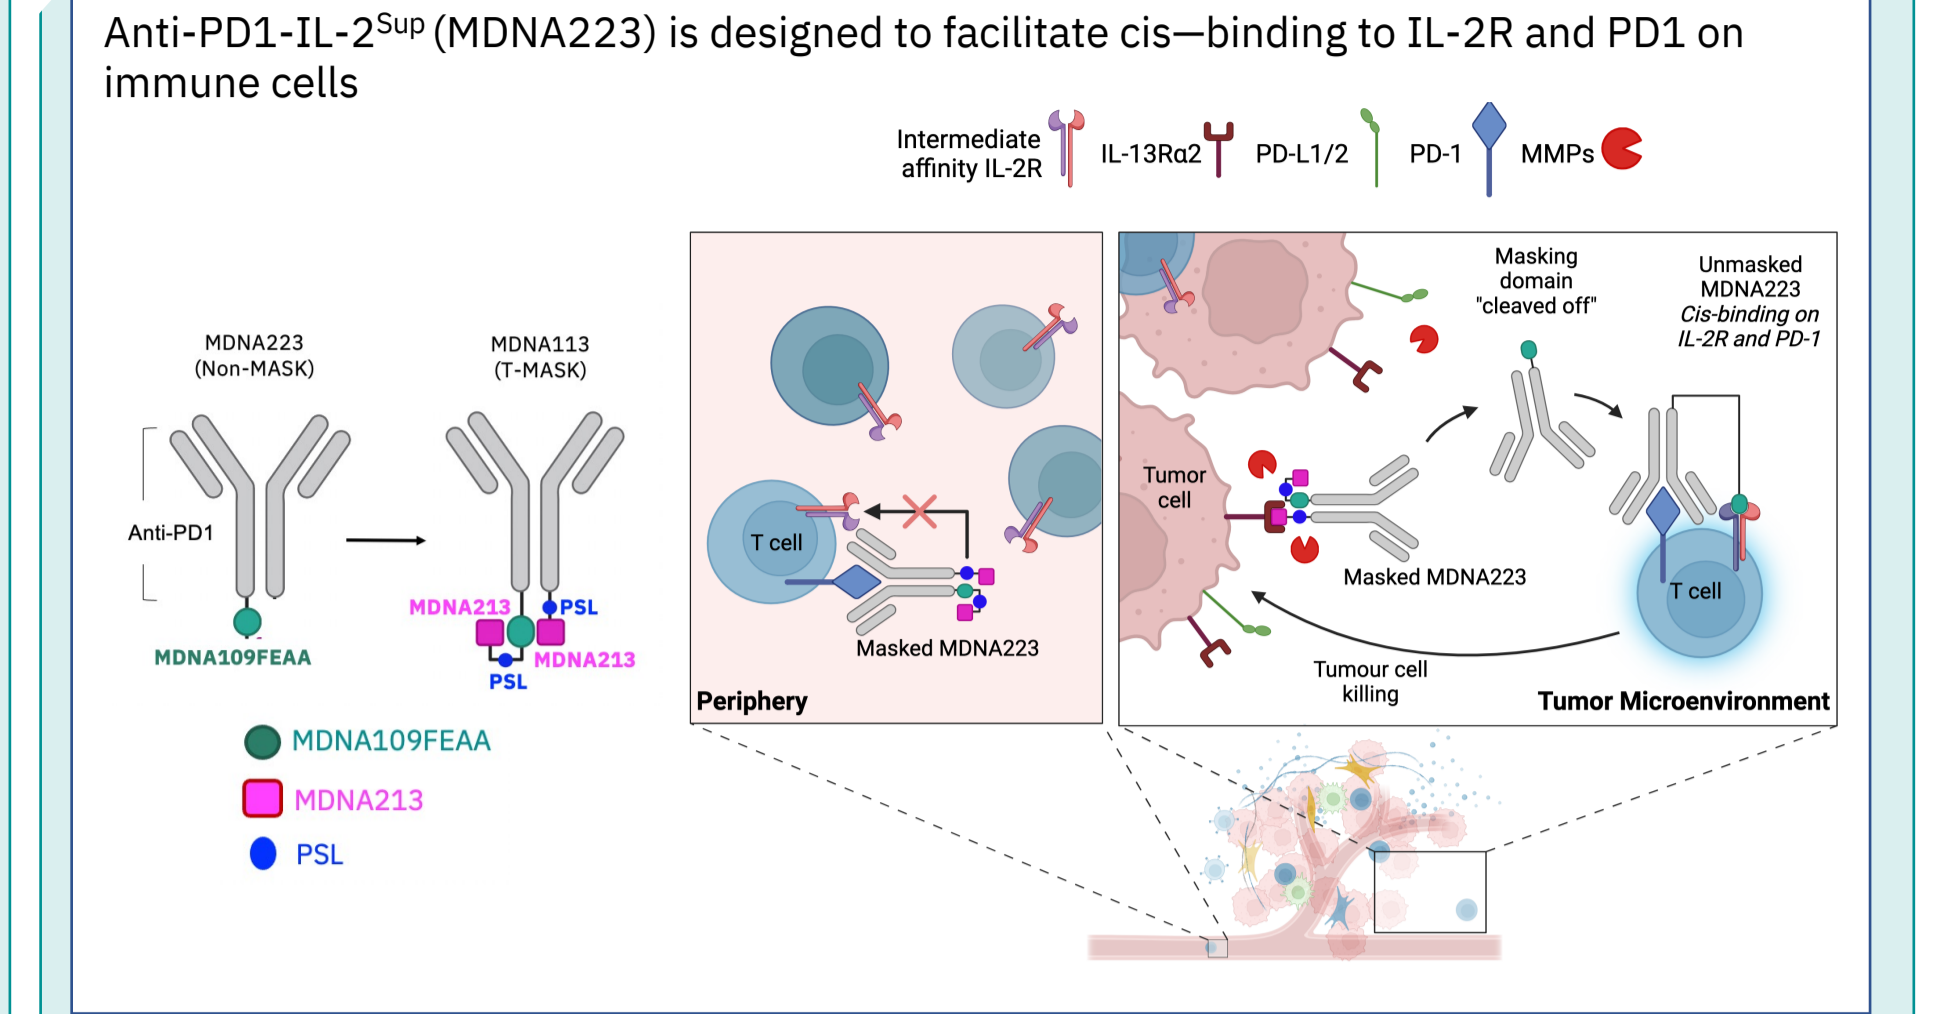 Anti-PD1-IL-2Sup (MDNA223) is designed to facilitate cis—binding to IL-2R and PD1 on
immune cells
Intermediate
affinity IL-2R
IL-13Rα2
PD-L1/2
PD-1
MMPs
MDNA223
(Non-MASK)
MDNA113
(T-MASK)
Anti-PD1
MDNA109FEAA
MDNA213
PSL
MDNA213
PSL
MDNA109FEAA
MDNA213
PSL
T cell
Masked MDNA223
Periphery
Masking
domain
"cleaved off"
Unmasked
MDNA223
Cis-binding on
IL-2R and PD-1
Tumor
cell
Masked MDNA223
T cell
Tumour cell
killing
Tumor Microenvironment